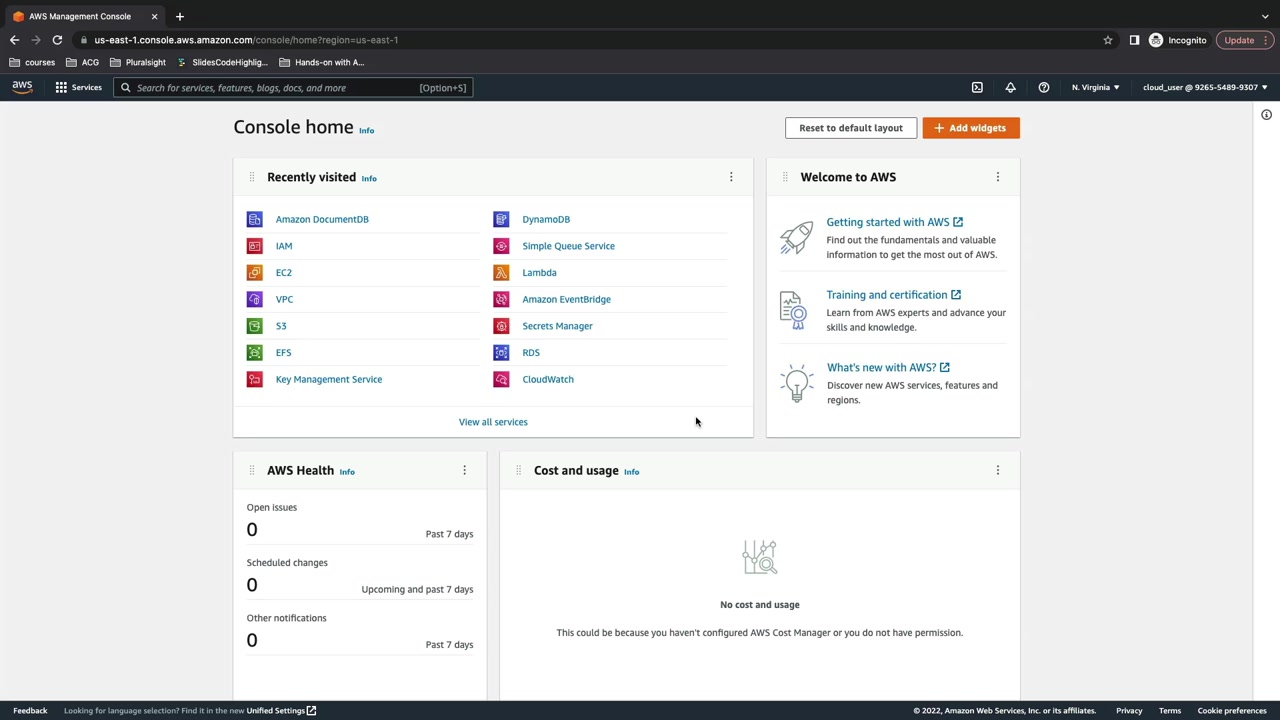 AWS Management Console
us-east-1.console.aws.amazon.com/console/home?region=us-east-1
Incognito
Update
courses
ACG
Pluralsight
SlidesCodeHighlig...
Hands-on with A...
aws
Services
Search for services, features, blogs, docs, and more
[Option+S]
N. Virginia
cloud_user @ 9265-5489-9307
Console home Info
Reset to default layout
Add widgets
Recently visited Info
Amazon DocumentDB
DynamoDB
IAM
Simple Queue Service
EC2
Lambda
VPC
Amazon EventBridge
S3
Secrets Manager
EFS
RDS
Key Management Service
CloudWatch
View all services
Welcome to AWS
Getting started with AWS
Find out the fundamentals and valuable
information to get the most out of AWS.
Training and certification
Learn from AWS experts and advance your
skills and knowledge.
What's new with AWS?
Discover new AWS services, features and
regions.
AWS Health Info
Open issues
0
Past 7 days
Scheduled changes
0
Upcoming and past 7 days
Other notifications
0
Past 7 days
Cost and usage Info
No cost and usage
This could be because you haven't configured AWS Cost Manager or you do not have permission.
Feedback
Looking for language selection? Find it in the new Unified Settings
© 2022, Amazon Web Services, Inc. or its affiliates.
Privacy
Terms
Cookie preferences